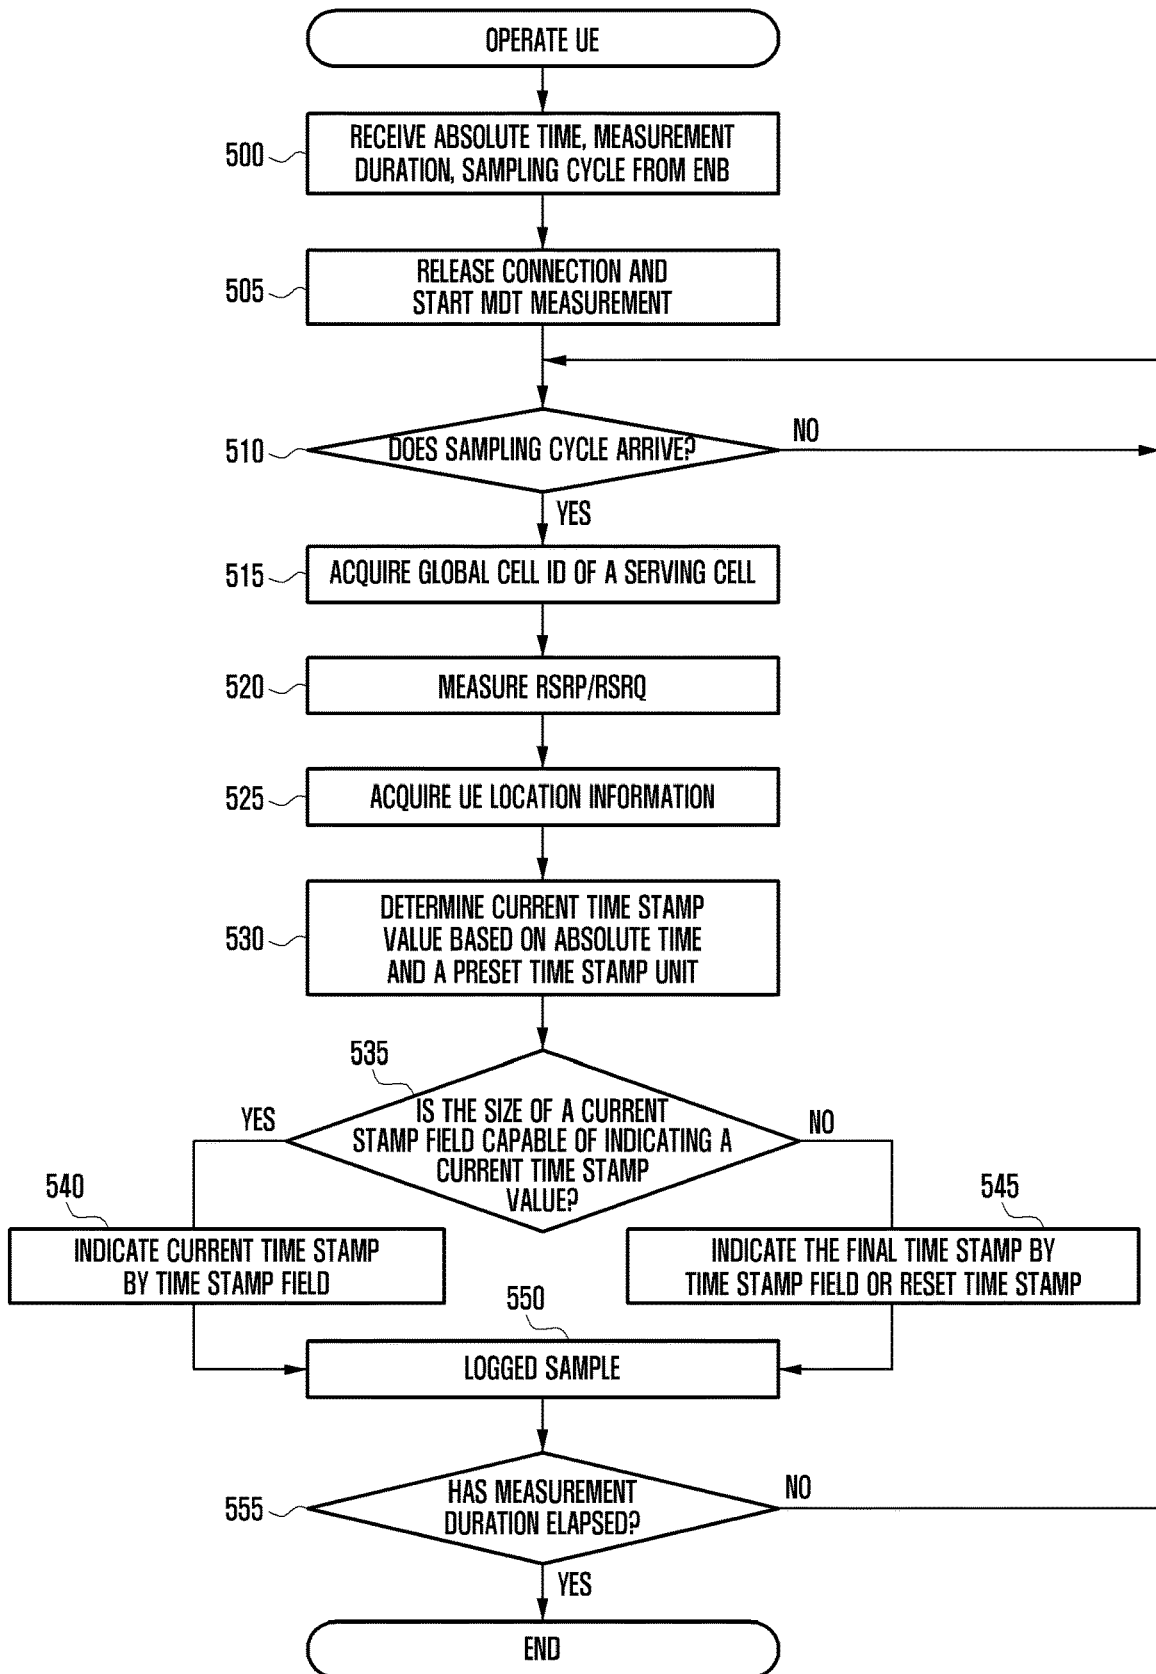 OPERATE UE
500
RECEIVE ABSOLUTE TIME, MEASUREMENT
DURATION, SAMPLING CYCLE FROM ENB
505
RELEASE CONNECTION AND
START MDT MEASUREMENT
510
DOES SAMPLING CYCLE ARRIVE?
NO
YES
515
ACQUIRE GLOBAL CELL ID OF A SERVING CELL
520
MEASURE RSRP/RSRQ
525
ACQUIRE UE LOCATION INFORMATION
530
DETERMINE CURRENT TIME STAMP
VALUE BASED ON ABSOLUTE TIME
AND A PRESET TIME STAMP UNIT
535
IS THE SIZE OF A CURRENT
STAMP FIELD CAPABLE OF INDICATING A
CURRENT TIME STAMP
VALUE?
YES
NO
540
INDICATE CURRENT TIME STAMP
BY TIME STAMP FIELD
545
INDICATE THE FINAL TIME STAMP BY
TIME STAMP FIELD OR RESET TIME STAMP
550
LOGGED SAMPLE
555
HAS MEASUREMENT
DURATION ELAPSED?
NO
YES
END